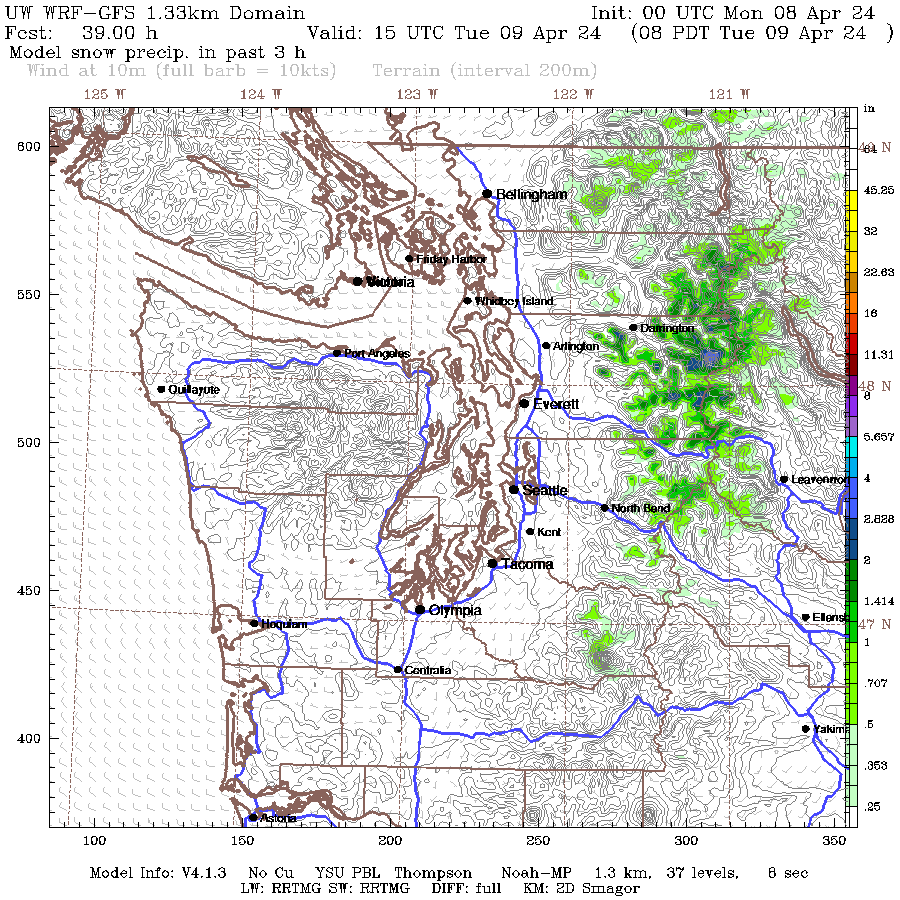 UW WRF-GFS 1.33km Domain Init: 00 UTC Mon 08 Apr 24
Fcst: 39.00 h Valid: 15 UTC Tue 09 Apr 24 (08 PDT Tue 09 Apr 24 )
Model snow precip. in past 3 h
Wind at 10m (full barb = 10kts) Terrain (interval 200m)
125 W 124 W 123 W 122 W 121 W
in
600
N
64
Bellingham
45.25
32
Friday Harbor
22.63
Victoria
550
Whidbey Island
16
Darrington
Arlington
11.31
Port Angeles
48 N
Quillayute
8
Everett
5.657
500
4
Leavenwor
Seattle
North Bend
2.828
Kent
2
Tacoma
450
1.414
Olympia
Ellens
Hoquiam
47 N
1
Centralia
.707
.5
Yakima
400
.353
.25
Astoria
100 150 200 250 300 350
Model Info: V4.1.3 No Cu YSU PBL Thompson Noah-MP 1.3 km, 37 levels, 8 sec
LW: RRTMG SW: RRTMG DIFF: full KM: 2D Smagor